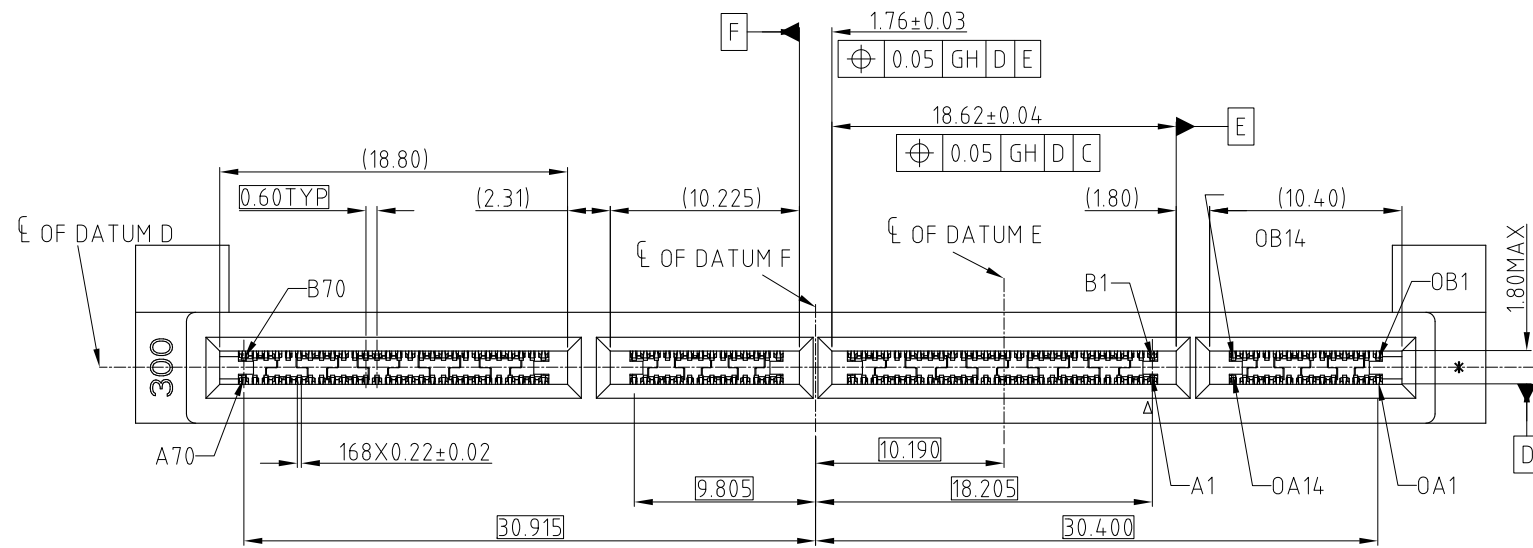 1.76±0.03
F
⌖ 0.05 GH D E
18.62±0.04
E
⌖ 0.05 GH D C
(18.80)
0.60TYP
(2.31)
(10.225)
(1.80)
(10.40)
℄ OF DATUM D
℄ OF DATUM F
℄ OF DATUM E
OB14
B70
B1
OB1
1.80MAX
300
*
A70
168X0.22±0.02
10.190
D
9.805
18.205
A1
OA14
OA1
30.915
30.400